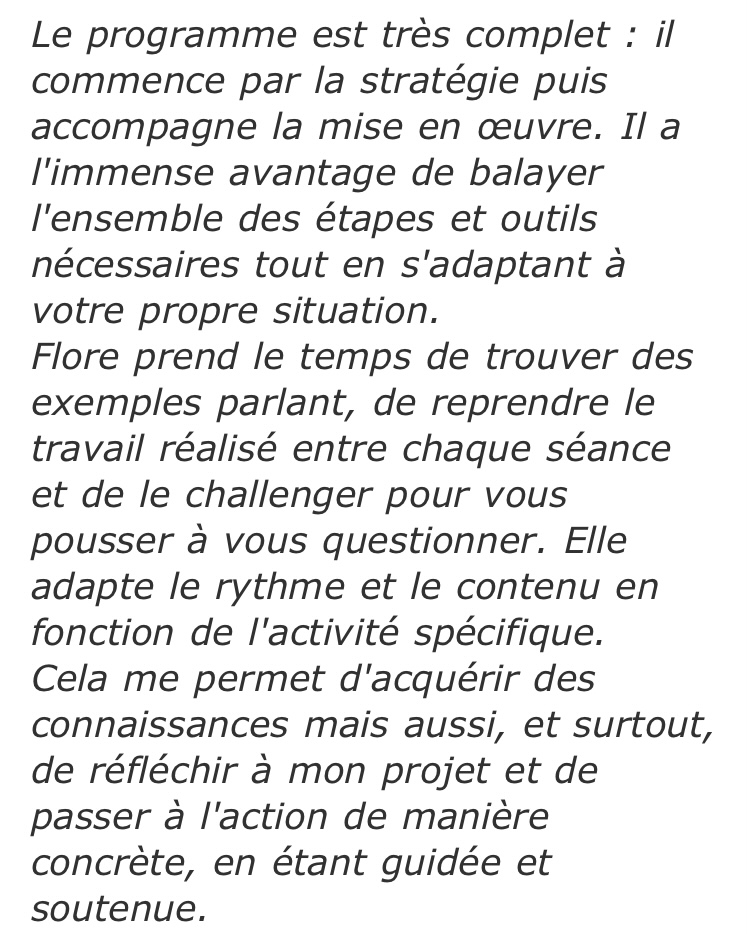 Le programme est très complet : il
commence par la stratégie puis
accompagne la mise en œuvre. Il a
l'immense avantage de balayer
l'ensemble des étapes et outils
nécessaires tout en s'adaptant à
votre propre situation.
Flore prend le temps de trouver des
exemples parlant, de reprendre le
travail réalisé entre chaque séance
et de le challenger pour vous
pousser à vous questionner. Elle
adapte le rythme et le contenu en
fonction de l'activité spécifique.
Cela me permet d'acquérir des
connaissances mais aussi, et surtout,
de réfléchir à mon projet et de
passer à l'action de manière
concrète, en étant guidée et
soutenue.